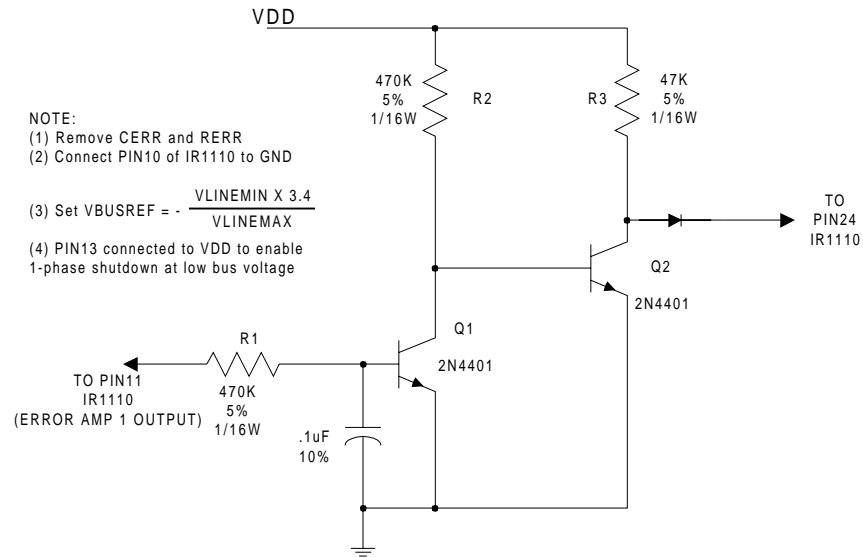 VDD
470K
5%
1/16W
R2
R3
47K
5%
1/16W
NOTE:
(1) Remove CERR and RERR
(2) Connect PIN10 of IR1110 to GND
(3) Set VBUSREF = - VLINEMIN X 3.4
VLINEMAX
(4) PIN13 connected to VDD to enable
1-phase shutdown at low bus voltage
TO
PIN24
IR1110
Q2
2N4401
Q1
2N4401
R1
470K
5%
1/16W
TO PIN11
IR1110
(ERROR AMP 1 OUTPUT)
.1uF
10%